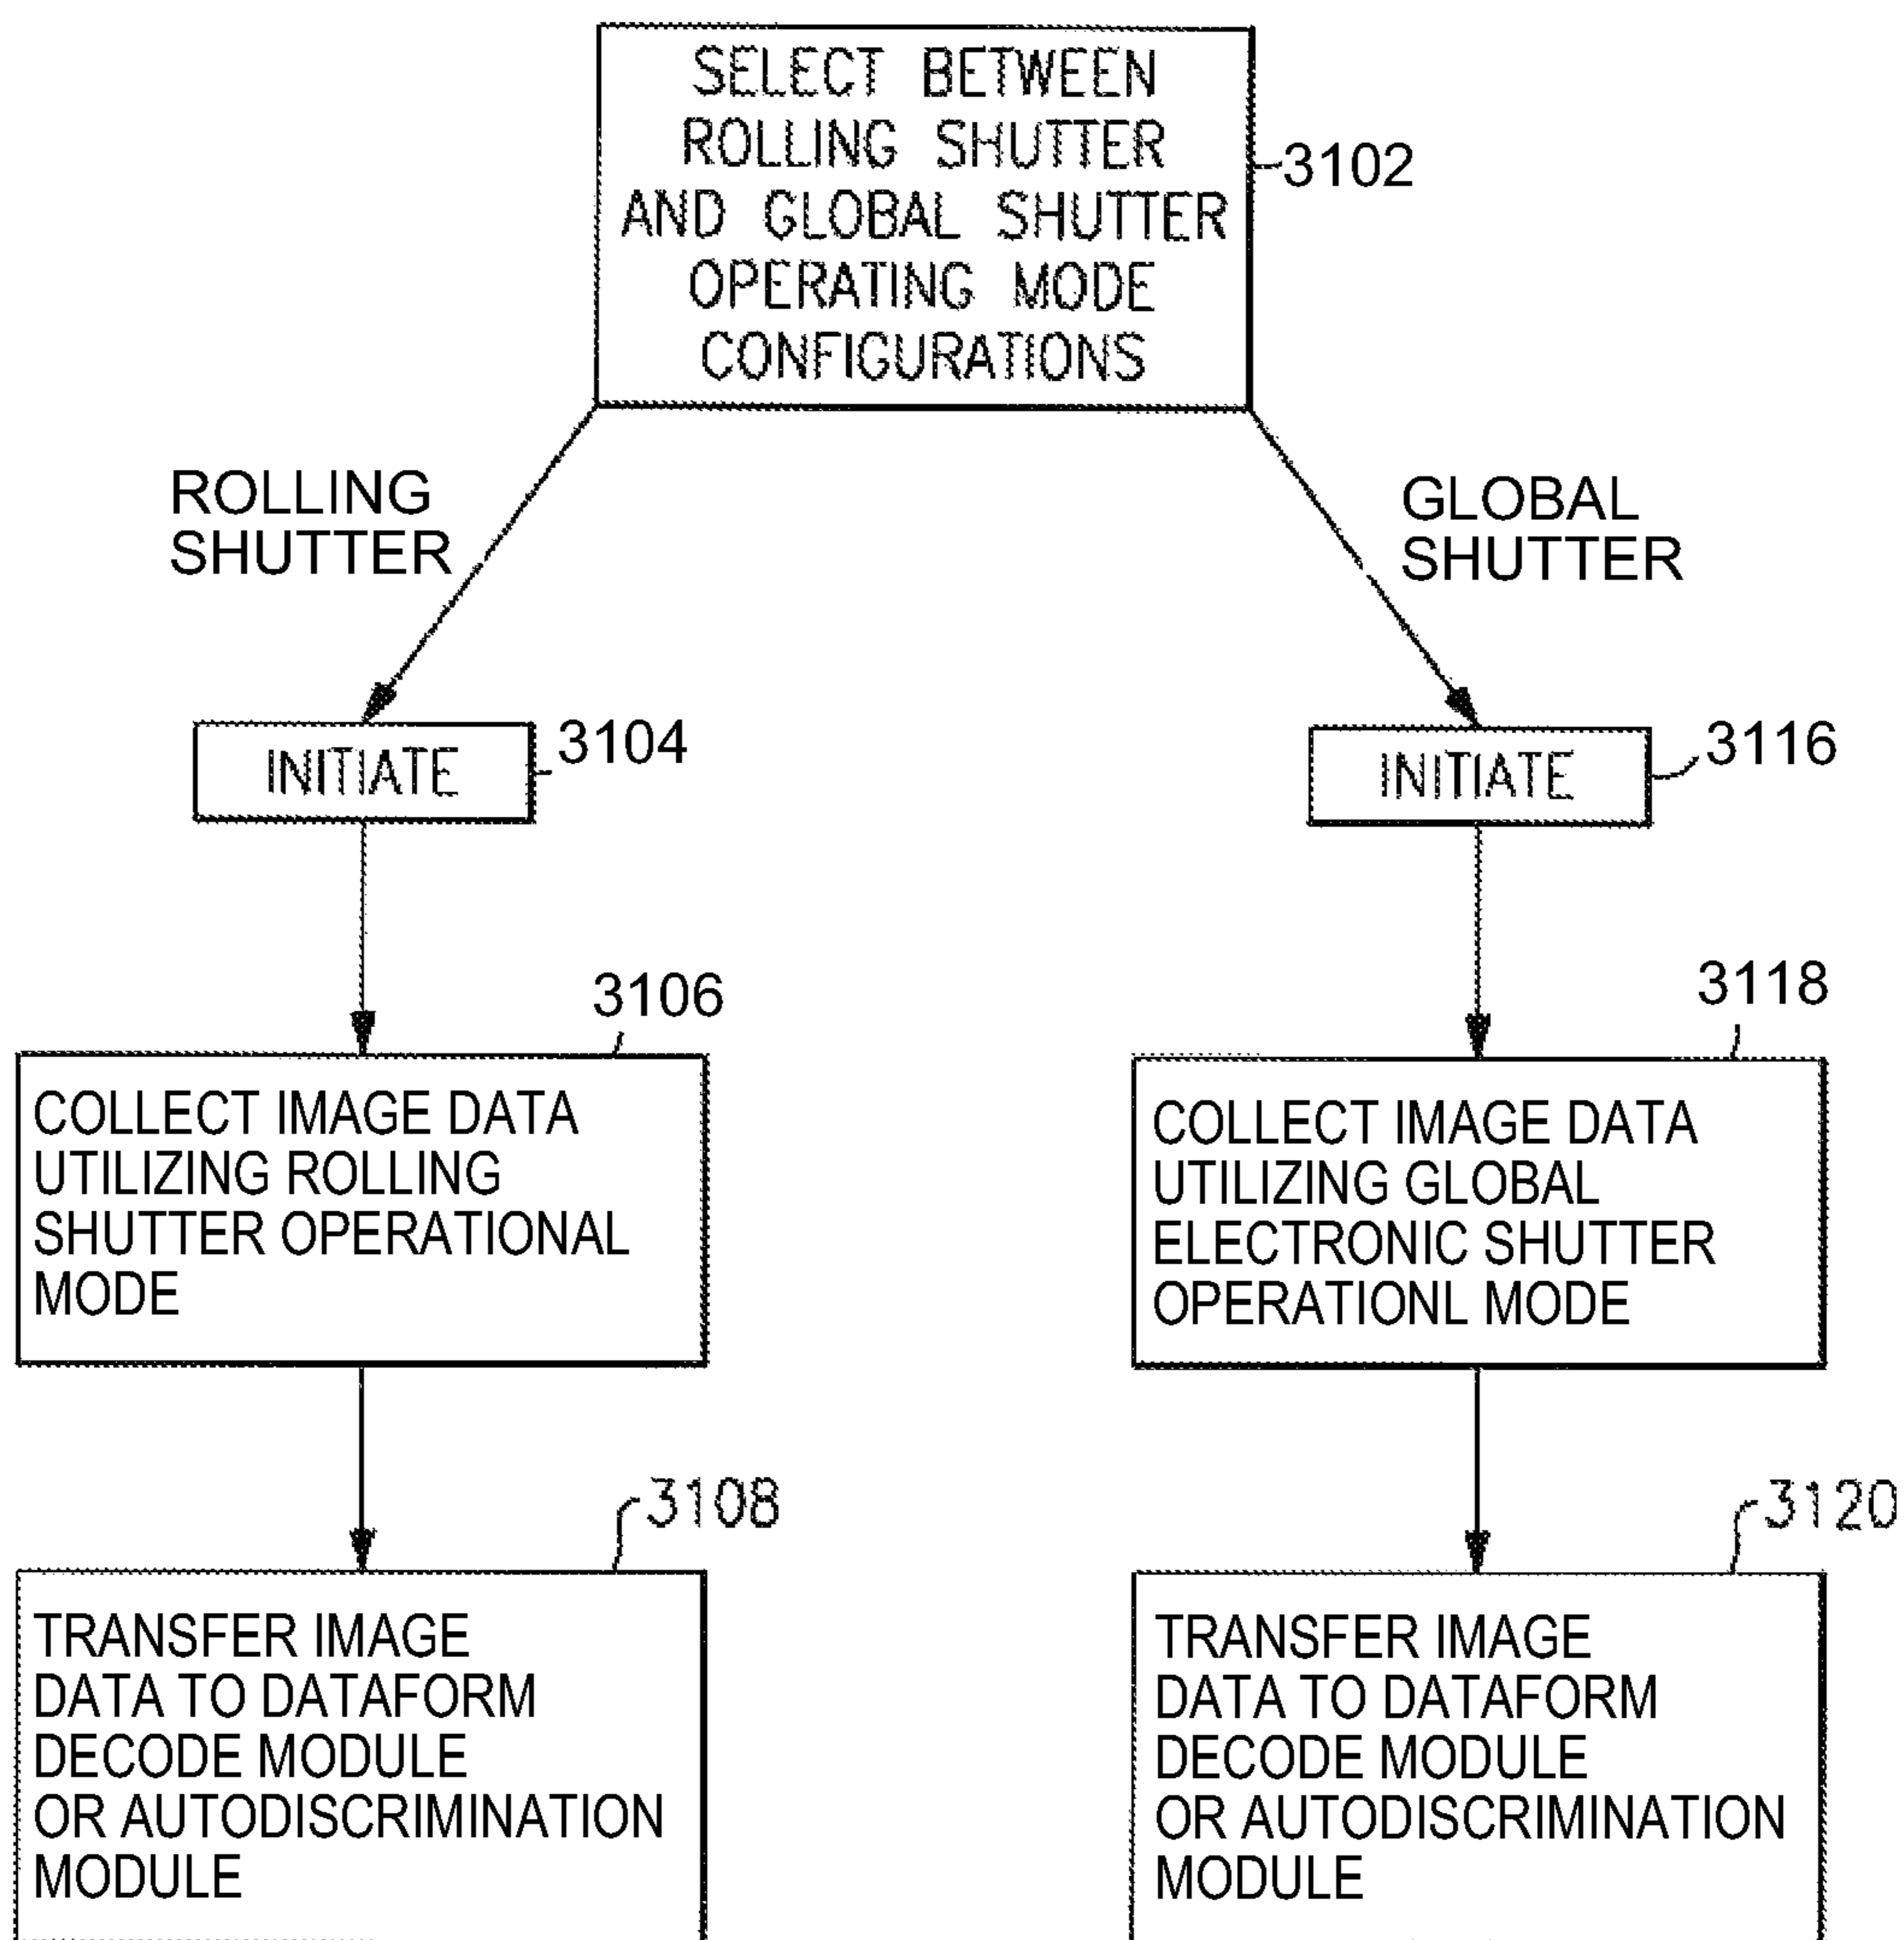 SELECT BETWEEN
ROLLING SHUTTER
AND GLOBAL SHUTTER
OPERATING MODE
CONFIGURATIONS
3102
ROLLING
SHUTTER
GLOBAL
SHUTTER
INITIATE
3104
INITIATE
3116
3106
3118
COLLECT IMAGE DATA
UTILIZING ROLLING
SHUTTER OPERATIONAL
MODE
COLLECT IMAGE DATA
UTILIZING GLOBAL
ELECTRONIC SHUTTER
OPERATIONL MODE
3108
3120
TRANSFER IMAGE
DATA TO DATAFORM
DECODE MODULE
OR AUTODISCRIMINATION
MODULE
TRANSFER IMAGE
DATA TO DATAFORM
DECODE MODULE
OR AUTODISCRIMINATION
MODULE